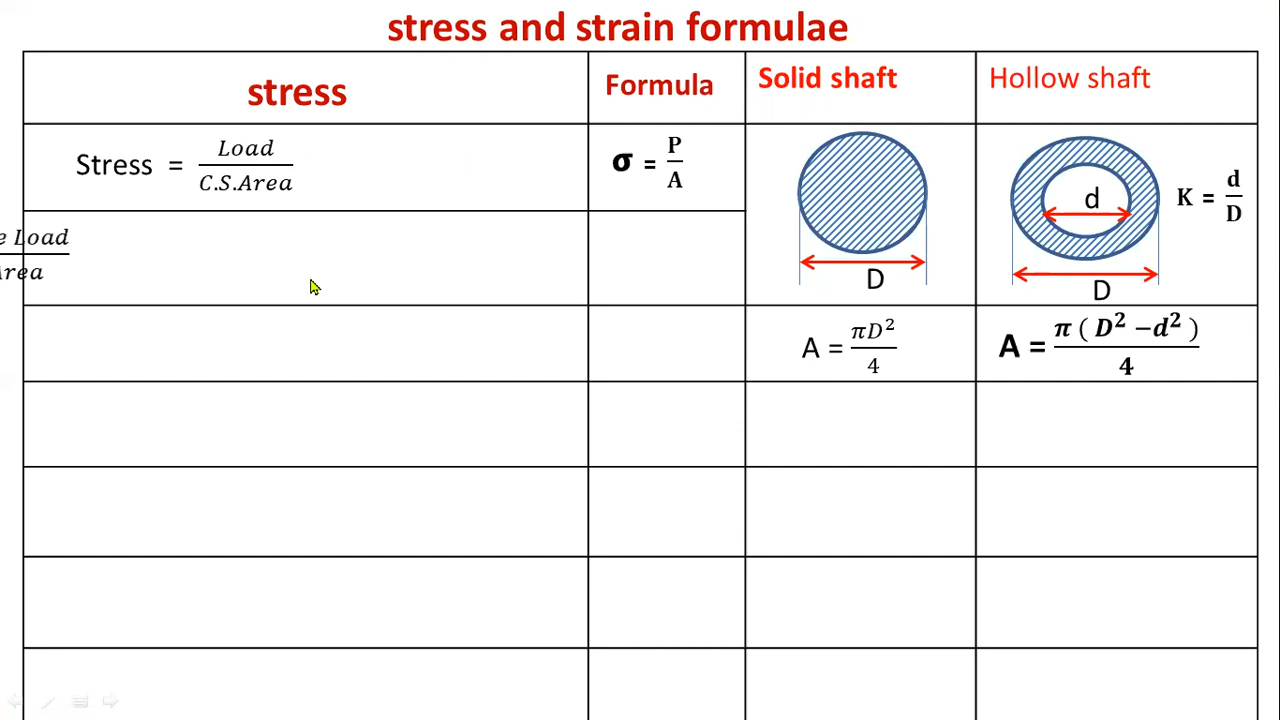 stress and strain formulae
stress
Formula
Solid shaft
Hollow shaft
Stress = Load / C.S.Area
σ = P / A
d
K = d / D
D
D
e Load
Area
A = πD² / 4
A = π ( D² − d² ) / 4